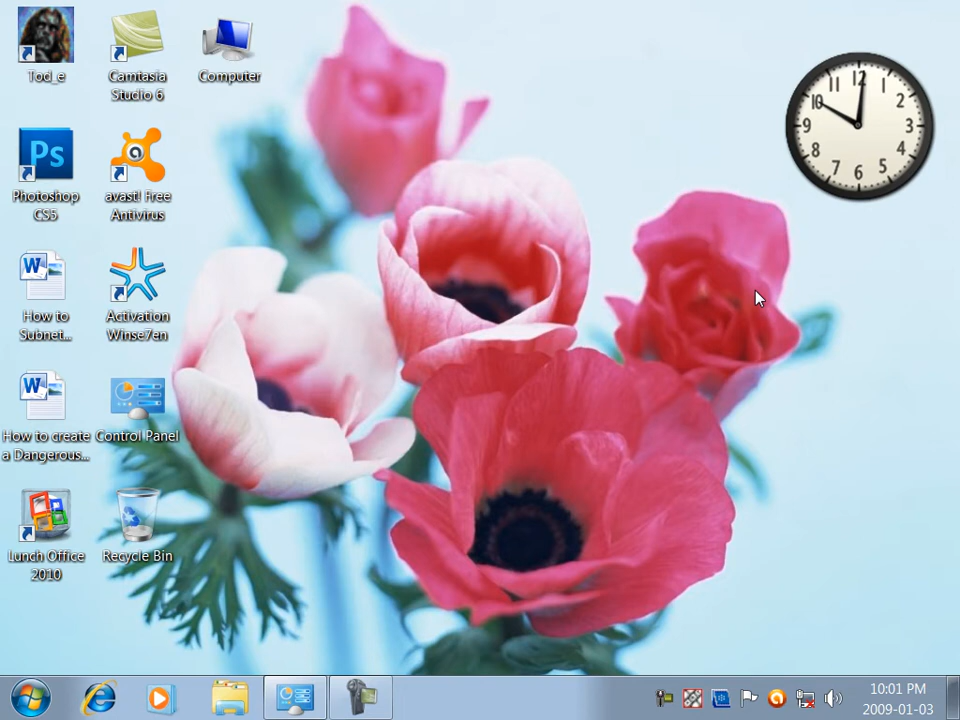 Tod_e
Camtasia
Studio 6
Computer
12
11
1
10
2
9
3
8
4
7
5
6
Ps
Photoshop
CS5
a
avast! Free
Antivirus
W
How to
Subnet...
Activation
Winse7en
W
How to create
a Dangerous...
Control Panel
Lunch Office
2010
Recycle Bin
10:01 PM
2009-01-03